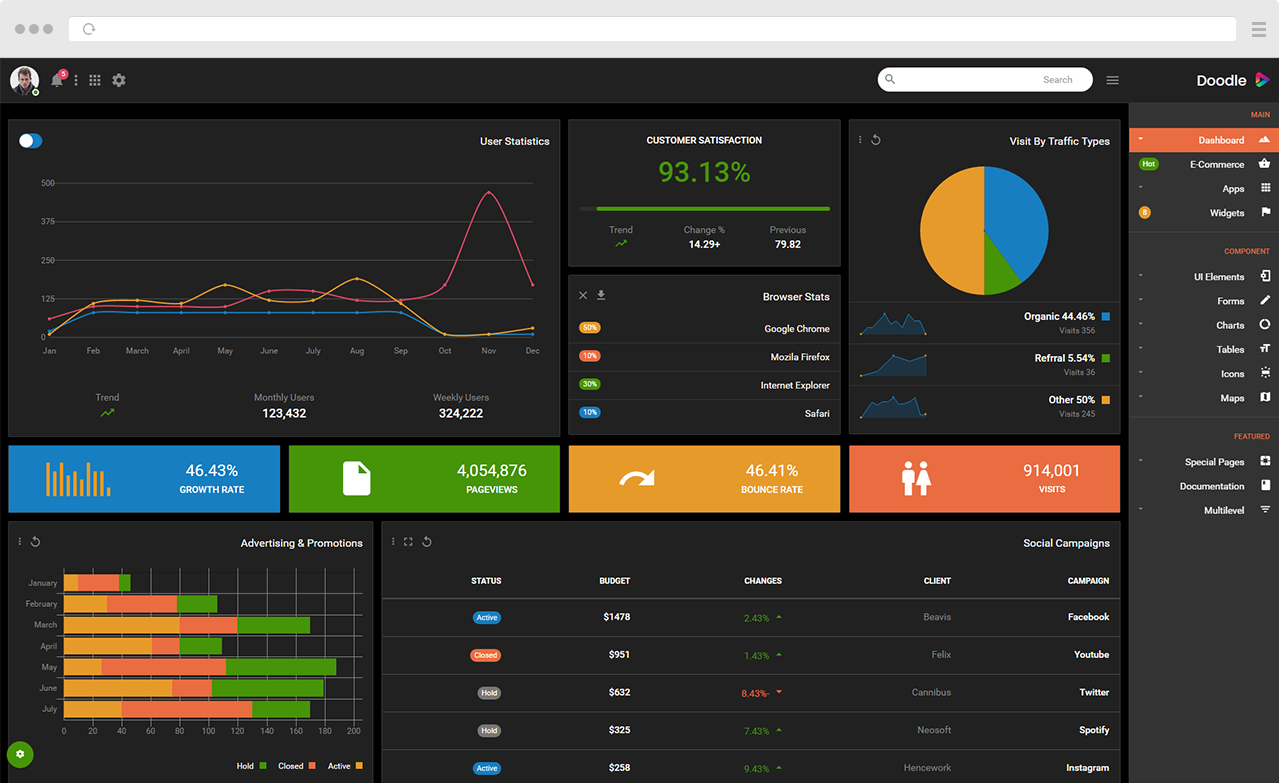 5
Search
Doodle
MAIN
Dashboard
Hot E-Commerce
Apps
8 Widgets
COMPONENT
UI Elements
Forms
Charts
Tables
Icons
Maps
FEATURED
Special Pages
Documentation
Multilevel
User Statistics
500
375
250
125
0
Jan Feb March April May June July Aug Sep Oct Nov Dec
Trend Monthly Users Weekly Users
123,432 324,222
CUSTOMER SATISFACTION
93.13%
Trend Change % Previous
14.29+ 79.82
Browser Stats
50% Google Chrome
10% Mozila Firefox
30% Internet Explorer
10% Safari
Visit By Traffic Types
Organic 44.46%
Visits 356
Refrral 5.54%
Visits 36
Other 50%
Visits 245
46.43%
GROWTH RATE
4,054,876
PAGEVIEWS
46.41%
BOUNCE RATE
914,001
VISITS
Advertising & Promotions
January
February
March
April
May
June
July
0 20 40 60 80 100 120 140 160 180 200
Hold Closed Active
Social Campaigns
STATUS BUDGET CHANGES CLIENT CAMPAIGN
Active $1478 2.43% Beavis Facebook
Closed $951 1.43% Felix Youtube
Hold $632 8.43%- Cannibus Twitter
Hold $325 7.43% Neosoft Spotify
Active $258 9.43% Hencework Instagram